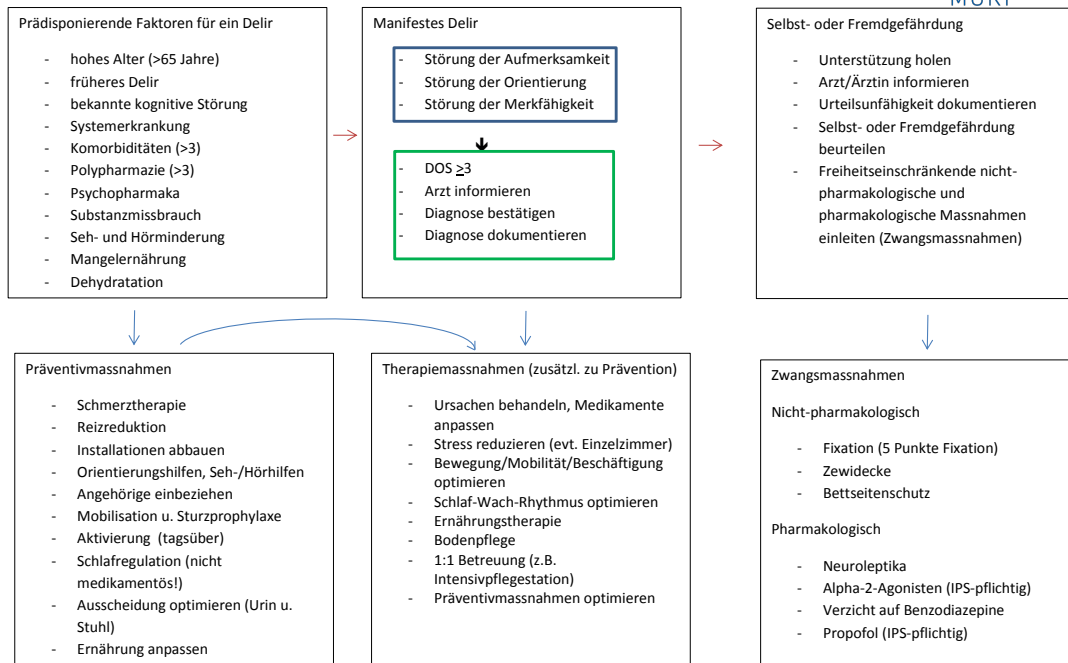 MURI
Prädisponierende Faktoren für ein Delir
- hohes Alter (>65 Jahre)
- früheres Delir
- bekannte kognitive Störung
- Systemerkrankung
- Komorbiditäten (>3)
- Polypharmazie (>3)
- Psychopharmaka
- Substanzmissbrauch
- Seh- und Hörminderung
- Mangelernährung
- Dehydratation
Manifestes Delir
- Störung der Aufmerksamkeit
- Störung der Orientierung
- Störung der Merkfähigkeit
- DOS ≥3
- Arzt informieren
- Diagnose bestätigen
- Diagnose dokumentieren
Selbst- oder Fremdgefährdung
- Unterstützung holen
- Arzt/Ärztin informieren
- Urteilsunfähigkeit dokumentieren
- Selbst- oder Fremdgefährdung
beurteilen
- Freiheitseinschränkende nicht-
pharmakologische und
pharmakologische Massnahmen
einleiten (Zwangsmassnahmen)
Präventivmassnahmen
- Schmerztherapie
- Reizreduktion
- Installationen abbauen
- Orientierungshilfen, Seh-/Hörhilfen
- Angehörige einbeziehen
- Mobilisation u. Sturzprophylaxe
- Aktivierung (tagsüber)
- Schlafregulation (nicht
medikamentös!)
- Ausscheidung optimieren (Urin u.
Stuhl)
- Ernährung anpassen
Therapiemassnahmen (zusätzl. zu Prävention)
- Ursachen behandeln, Medikamente
anpassen
- Stress reduzieren (evt. Einzelzimmer)
- Bewegung/Mobilität/Beschäftigung
optimieren
- Schlaf-Wach-Rhythmus optimieren
- Ernährungstherapie
- Bodenpflege
- 1:1 Betreuung (z.B.
Intensivpflegestation)
- Präventivmassnahmen optimieren
Zwangsmassnahmen
Nicht-pharmakologisch
- Fixation (5 Punkte Fixation)
- Zewidecke
- Bettseitenschutz
Pharmakologisch
- Neuroleptika
- Alpha-2-Agonisten (IPS-pflichtig)
- Verzicht auf Benzodiazepine
- Propofol (IPS-pflichtig)